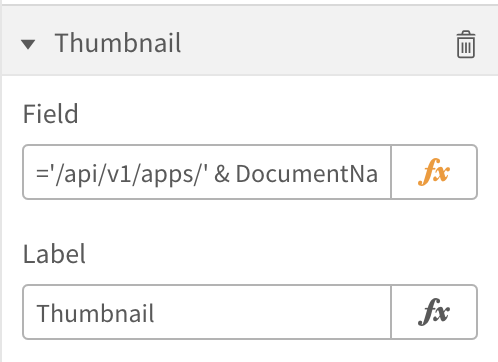 Thumbnail
Field
='/api/v1/apps/' & DocumentNa
fx
Label
Thumbnail
fx